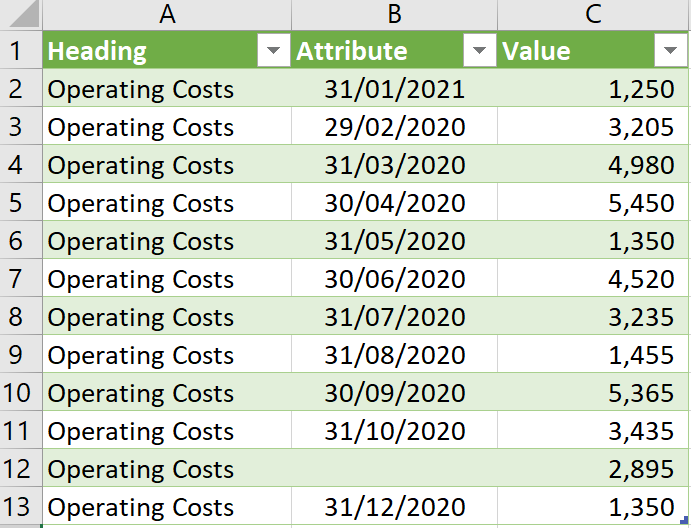 A B C
1 Heading Attribute Value
2 Operating Costs 31/01/2021 1,250
3 Operating Costs 29/02/2020 3,205
4 Operating Costs 31/03/2020 4,980
5 Operating Costs 30/04/2020 5,450
6 Operating Costs 31/05/2020 1,350
7 Operating Costs 30/06/2020 4,520
8 Operating Costs 31/07/2020 3,235
9 Operating Costs 31/08/2020 1,455
10 Operating Costs 30/09/2020 5,365
11 Operating Costs 31/10/2020 3,435
12 Operating Costs 2,895
13 Operating Costs 31/12/2020 1,350